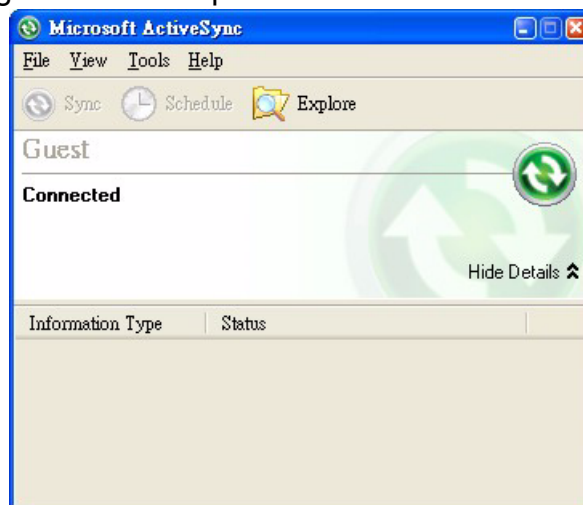 Microsoft ActiveSync
File View Tools Help
Sync Schedule Explore
Guest
Connected
Hide Details
Information Type Status